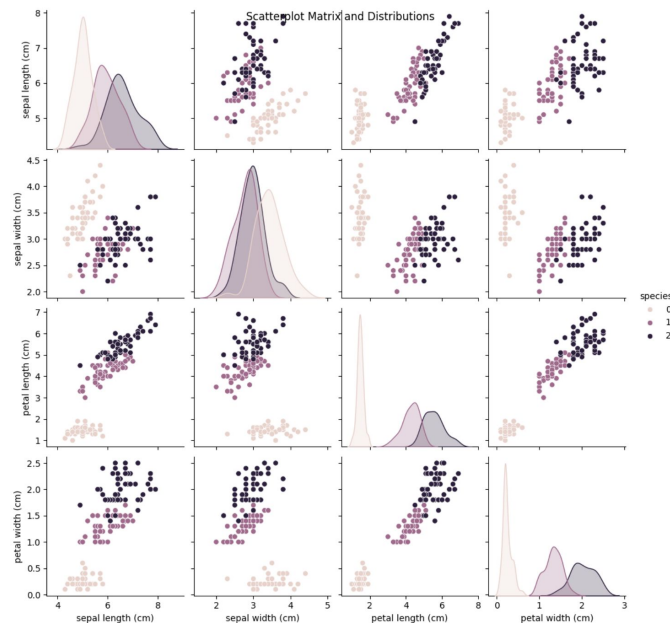 Scatterplot Matrix and Distributions
sepal length (cm)
8
7
6
5
sepal width (cm)
4.5
4.0
3.5
3.0
2.5
2.0
petal length (cm)
7
6
5
4
3
2
1
petal width (cm)
2.5
2.0
1.5
1.0
0.5
0.0
4 6 8
sepal length (cm)
2 3 4 5
sepal width (cm)
2 4 6 8
petal length (cm)
0 1 2 3
petal width (cm)
species
0
1
2